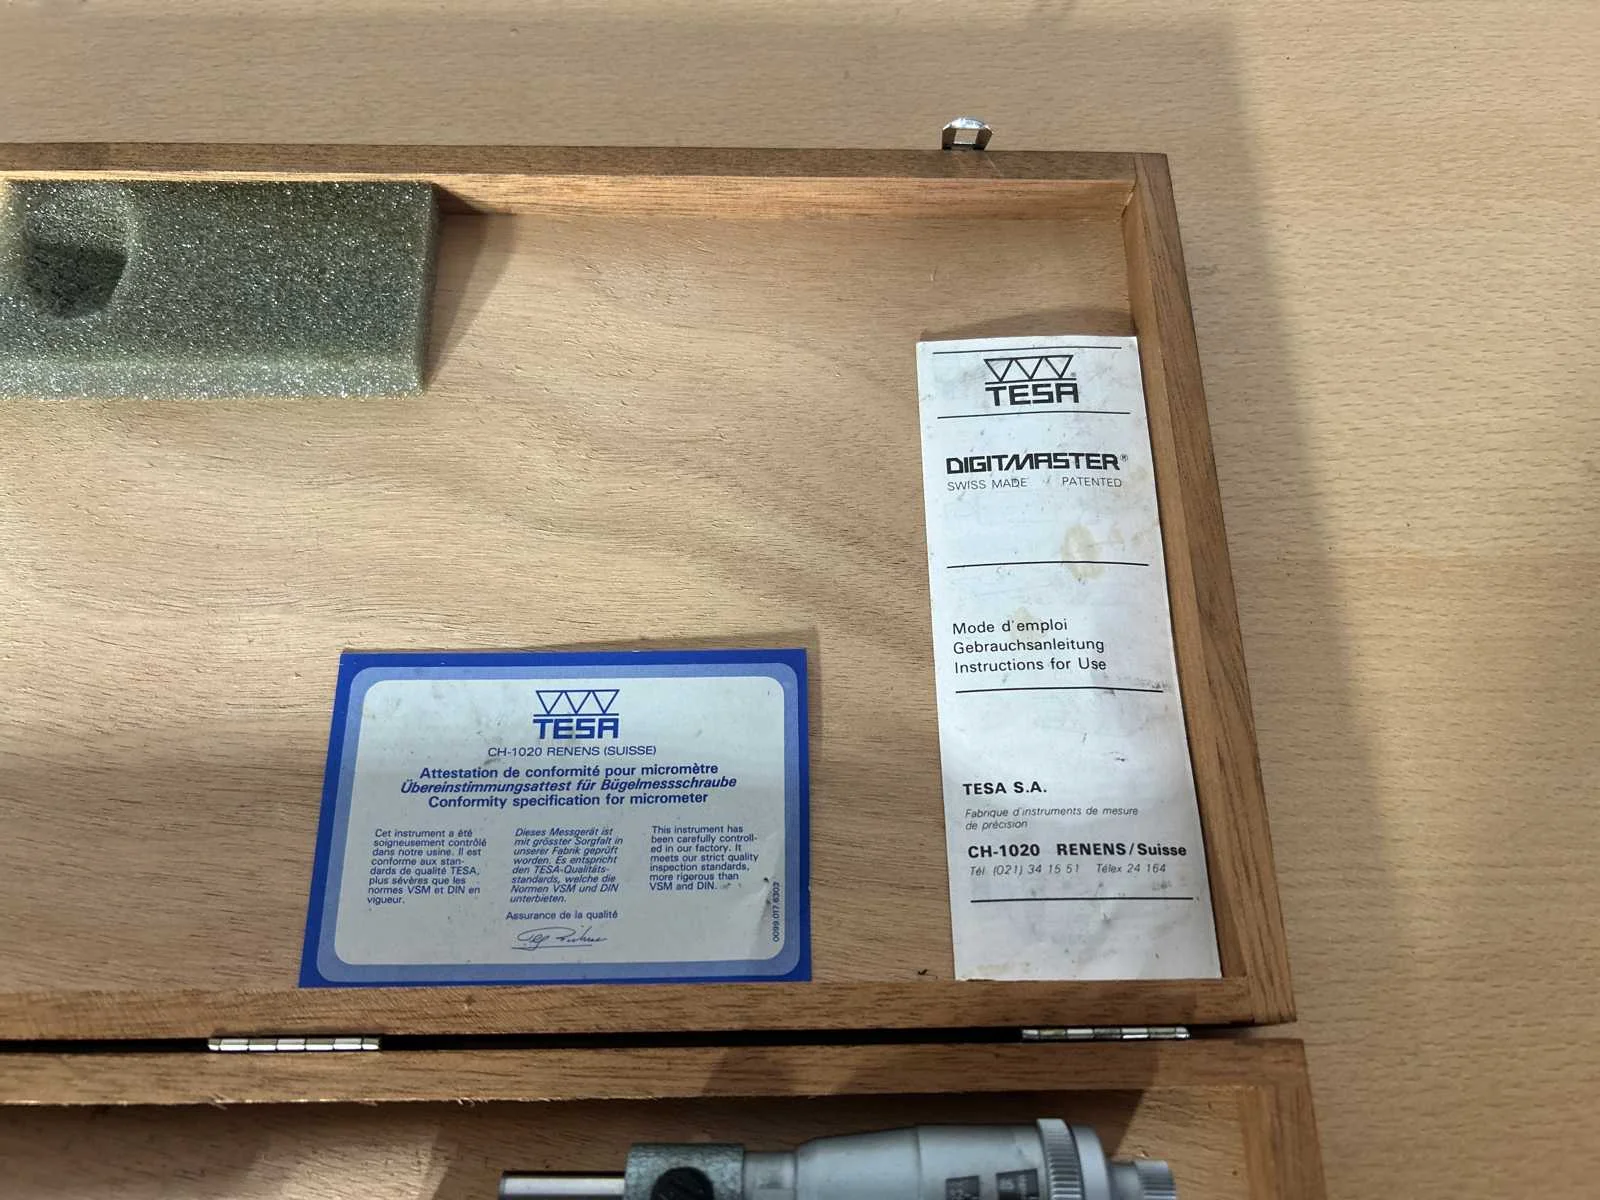 TESA
DIGITMASTER®
SWISS MADE PATENTED
Mode d'emploi
Gebrauchsanleitung
Instructions for Use
TESA S.A.
Fabrique d'instruments de mesure
de précision
CH-1020 RENENS/Suisse
Tél (021) 34 15 51 Télex 24 164
TESA
CH-1020 RENENS (SUISSE)
Attestation de conformité pour micromètre
Übereinstimmungsattest für Bügelmessschraube
Conformity specification for micrometer
Cet instrument a été
soigneusement contrôlé
dans notre usine. Il est
conforme aux stan-
dards de qualité TESA,
plus sévères que les
normes VSM et DIN en
vigueur.
Dieses Messgerät ist
mit grösster Sorgfalt in
unserer Fabrik geprüft
worden. Es entspricht
den TESA-Qualitäts-
standards, welche die
Normen VSM und DIN
unterbieten.
This instrument has
been carefully controll-
ed in our factory. It
meets our strict quality
inspection standards,
more rigorous than
VSM and DIN.
Assurance de la qualité
0099.017.8303